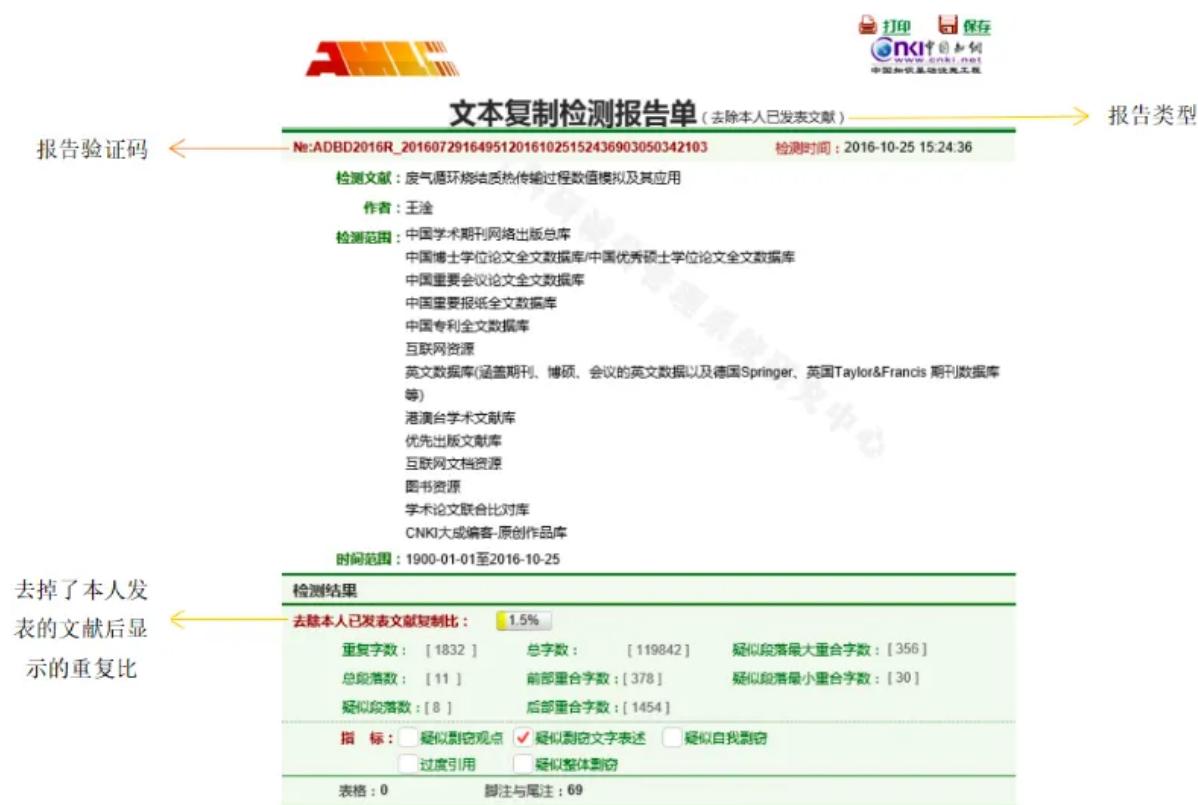 打印 保存
AMLC
CNKI 中国知网
www.cnki.net
中国知识基础设施工程
文本复制检测报告单(去除本人已发表文献)
报告类型
报告验证码
№:ADBD2016R_2016072916495120161025152436903050342103 检测时间:2016-10-25 15:24:36
检测文献:废气循环烧结质热传输过程数值模拟及其应用
作者:王淦
检测范围:中国学术期刊网络出版总库
中国博士学位论文全文数据库/中国优秀硕士学位论文全文数据库
中国重要会议论文全文数据库
中国重要报纸全文数据库
中国专利全文数据库
互联网资源
英文数据库(涵盖期刊、博硕、会议的英文数据以及德国Springer、英国Taylor&Francis 期刊数据库
等)
港澳台学术文献库
优先出版文献库
互联网文档资源
图书资源
学术论文联合比对库
CNKI大成编客-原创作品库
时间范围:1900-01-01至2016-10-25
检测结果
去掉了本人发
表的文献后显
示的重复比
去除本人已发表文献复制比: 1.5%
重复字数: [ 1832 ] 总字数: [ 119842 ] 疑似段落最大重合字数:[ 356 ]
总段落数: [ 11 ] 前部重合字数:[ 378 ] 疑似段落最小重合字数:[ 30 ]
疑似段落数:[ 8 ] 后部重合字数:[ 1454 ]
指 标: 疑似剽窃观点 疑似剽窃文字表述 疑似自我剽窃
过度引用 疑似整体剽窃
表格:0 脚注与尾注:69